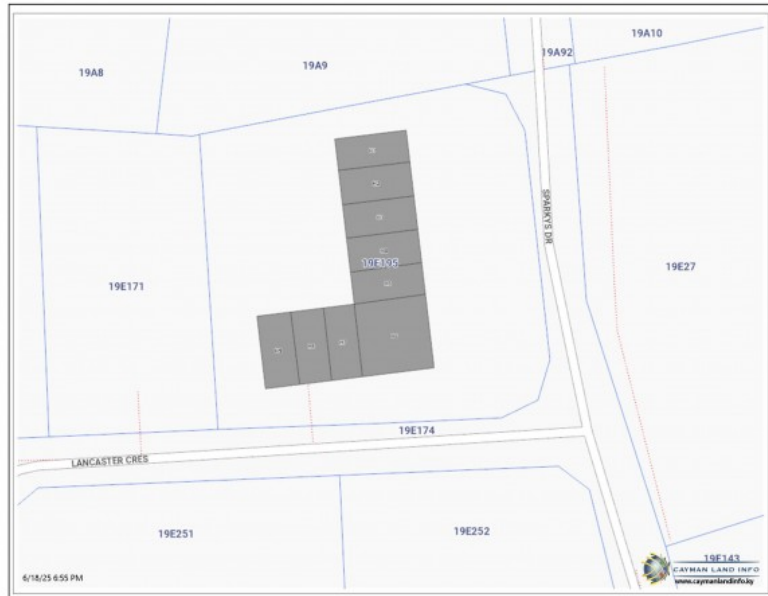 19A10
19A92
19A9
19A8
SPARKYS DR
19E195
19E27
19E171
19E174
LANCASTER CRES
19E252
19E251
19E143
6/18/25 6:55 PM
CAYMAN LAND INFO
www.caymanlandinfo.ky